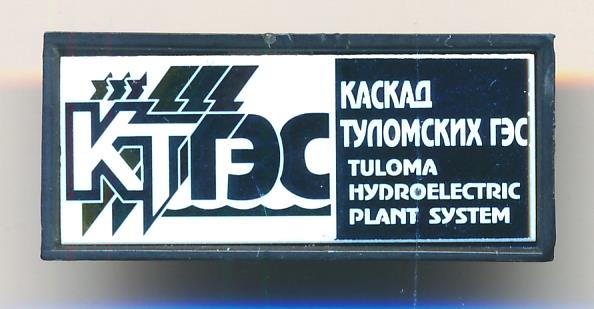 КТГЭС
КАСКАД
ТУЛОМСКИХ ГЭС
TULOMA
HYDROELECTRIC
PLANT SYSTEM